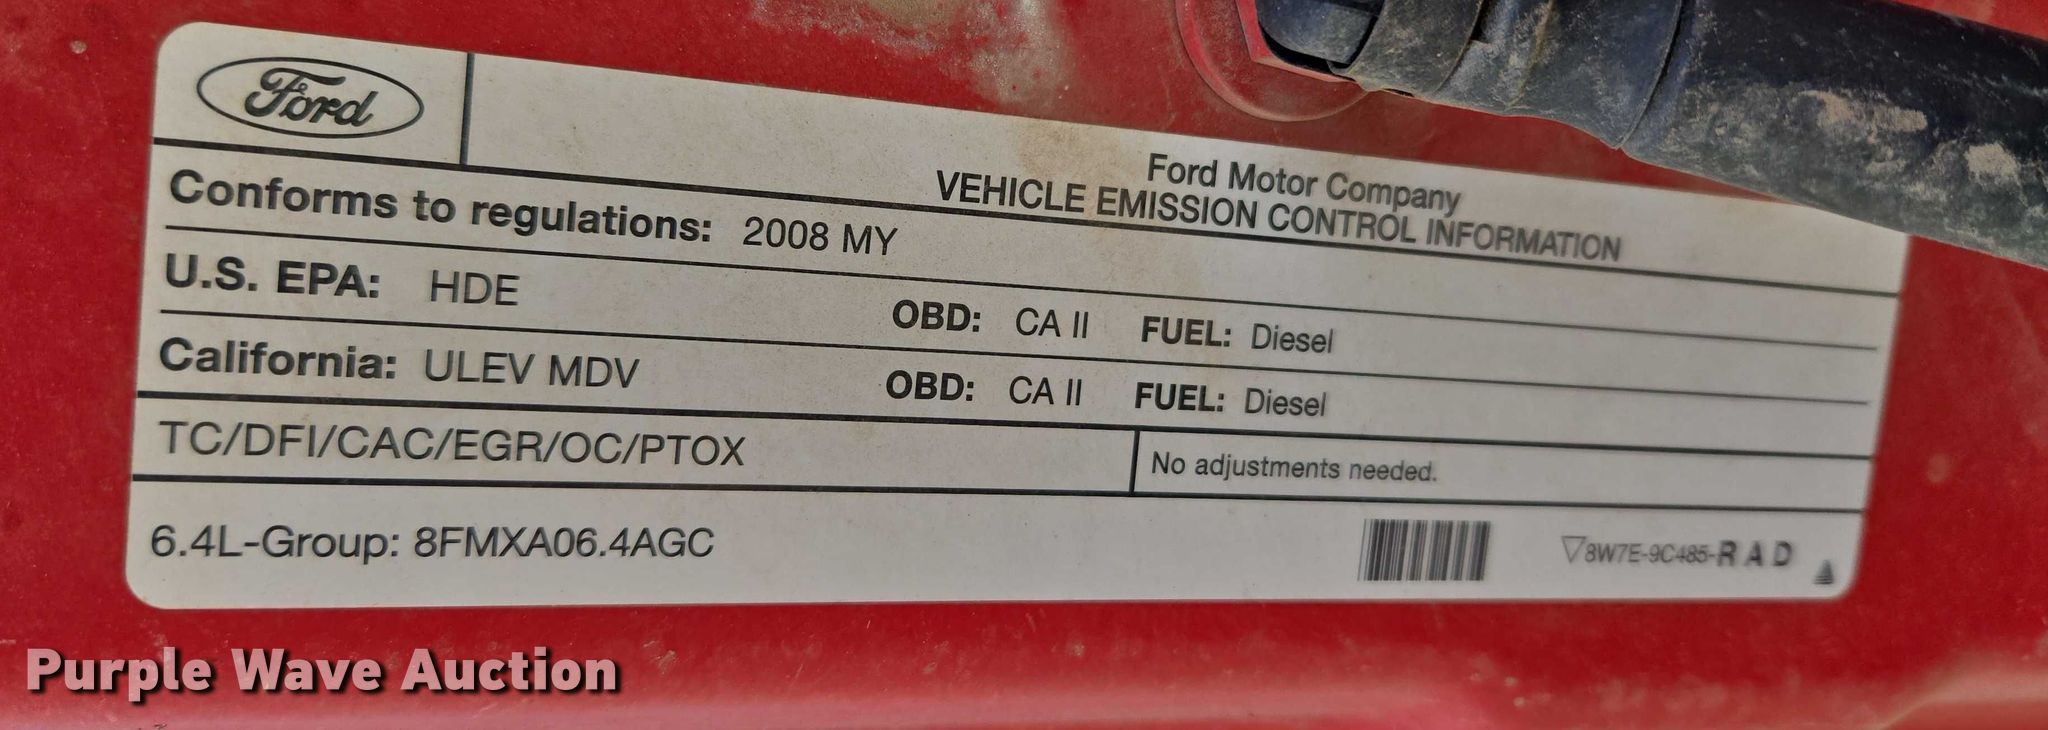 Ford
Ford Motor Company
VEHICLE EMISSION CONTROL INFORMATION
Conforms to regulations: 2008 MY
U.S. EPA: HDE OBD: CA II FUEL: Diesel
California: ULEV MDV OBD: CA II FUEL: Diesel
TC/DFI/CAC/EGR/OC/PTOX No adjustments needed.
6.4L-Group: 8FMXA06.4AGC ▽8W7E-9C485-RAD
Purple Wave Auction